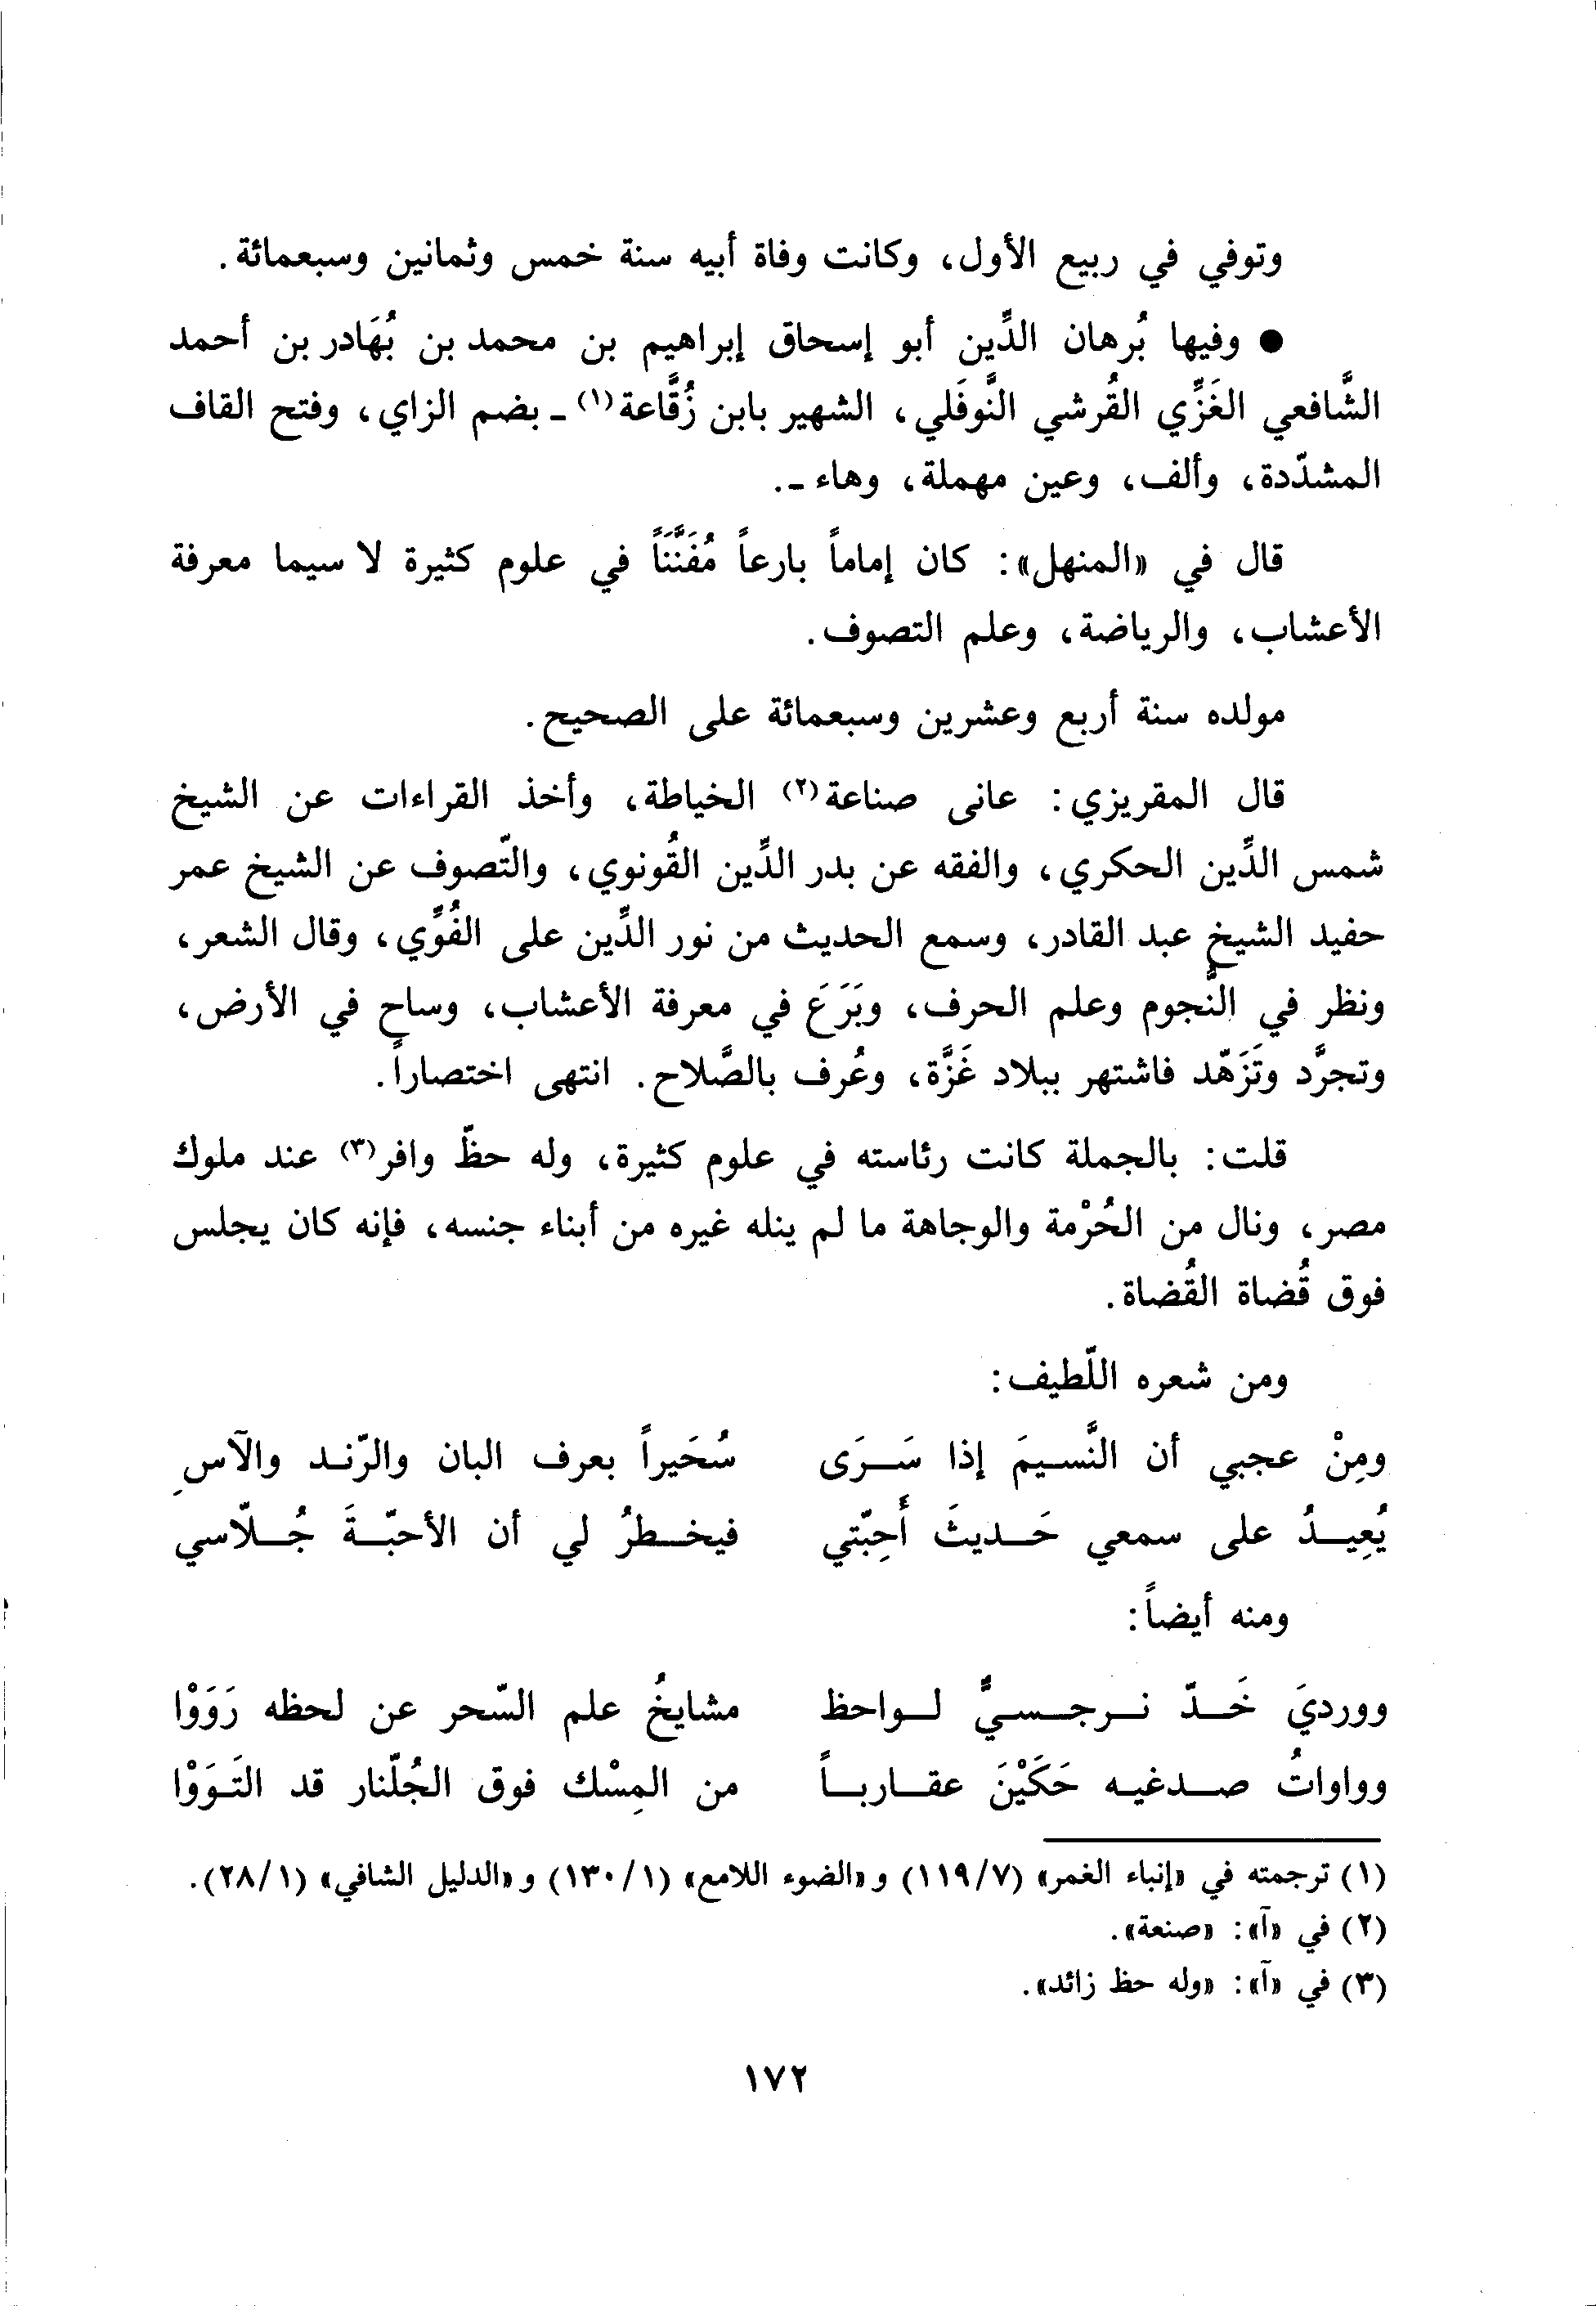 وتوفي في ربيع الأول، وكانت وفاة أبيه سنة خمس وثمانين وسبعمائة.
● وفيها بُرهان الدِّين أبو إسحاق إبراهيم بن محمد بن بُهَادر بن أحمد
الشَّافعي الغَزِّي القُرشي النَّوفَلي، الشهير بابن زُقَّاعة(١) ـ بضم الزاي، وفتح القاف
المشدّدة، وألف، وعين مهملة، وهاء ـ.
قال في «المنهل»: كان إماماً بارعاً مُفَنَّنَاً في علوم كثيرة لا سيما معرفة
الأعشاب، والرياضة، وعلم التصوف.
مولده سنة أربع وعشرين وسبعمائة على الصحيح.
قال المقريزي: عانى صناعة(٢) الخياطة، وأخذ القراءات عن الشيخ
شمس الدِّين الحكري، والفقه عن بدر الدِّين القُونوي، والتّصوف عن الشيخ عمر
حفيد الشيخ عبد القادر، وسمع الحديث من نور الدِّين على الفُوِّي، وقال الشعر،
ونظر في النُّجوم وعلم الحرف، وبَرَعَ في معرفة الأعشاب، وساح في الأرض،
وتجرَّد وتَزَهّد فاشتهر ببلاد غَزَّة، وعُرف بالصَّلاح. انتهى اختصاراً.
قلت: بالجملة كانت رئاسته في علوم كثيرة، وله حظّ وافر(٣) عند ملوك
مصر، ونال من الحُرْمة والوجاهة ما لم ينله غيره من أبناء جنسه، فإنه كان يجلس
فوق قُضاة القُضاة.
ومن شعره اللّطيف:
ومِنْ عجبي أن النَّسيمَ إذا سَرَى سُحَيراً بعرف البان والرّند والآسِ
يُعِيدُ على سمعي حَديثَ أَحِبّتي فيخطرُ لي أن الأحبّةَ جُلّاسي
ومنه أيضاً:
ووردىَ خَدّ نرجسىٍّ لواحظ مشايخُ علم السّحر عن لحظه رَوَوْا
وواواتُ صدغيه حَكَيْنَ عقارباً من المِسْك فوق الجُلّنار قد التَوَوْا
(١) ترجمته في «إنباء الغمر» (١١٩/٧) و«الضوء اللامع» (١٣٠/١) و«الدليل الشافي» (٢٨/١).
(٢) في «آ»: «صنعة».
(٣) في «آ»: «وله حظ زائد».
١٧٢